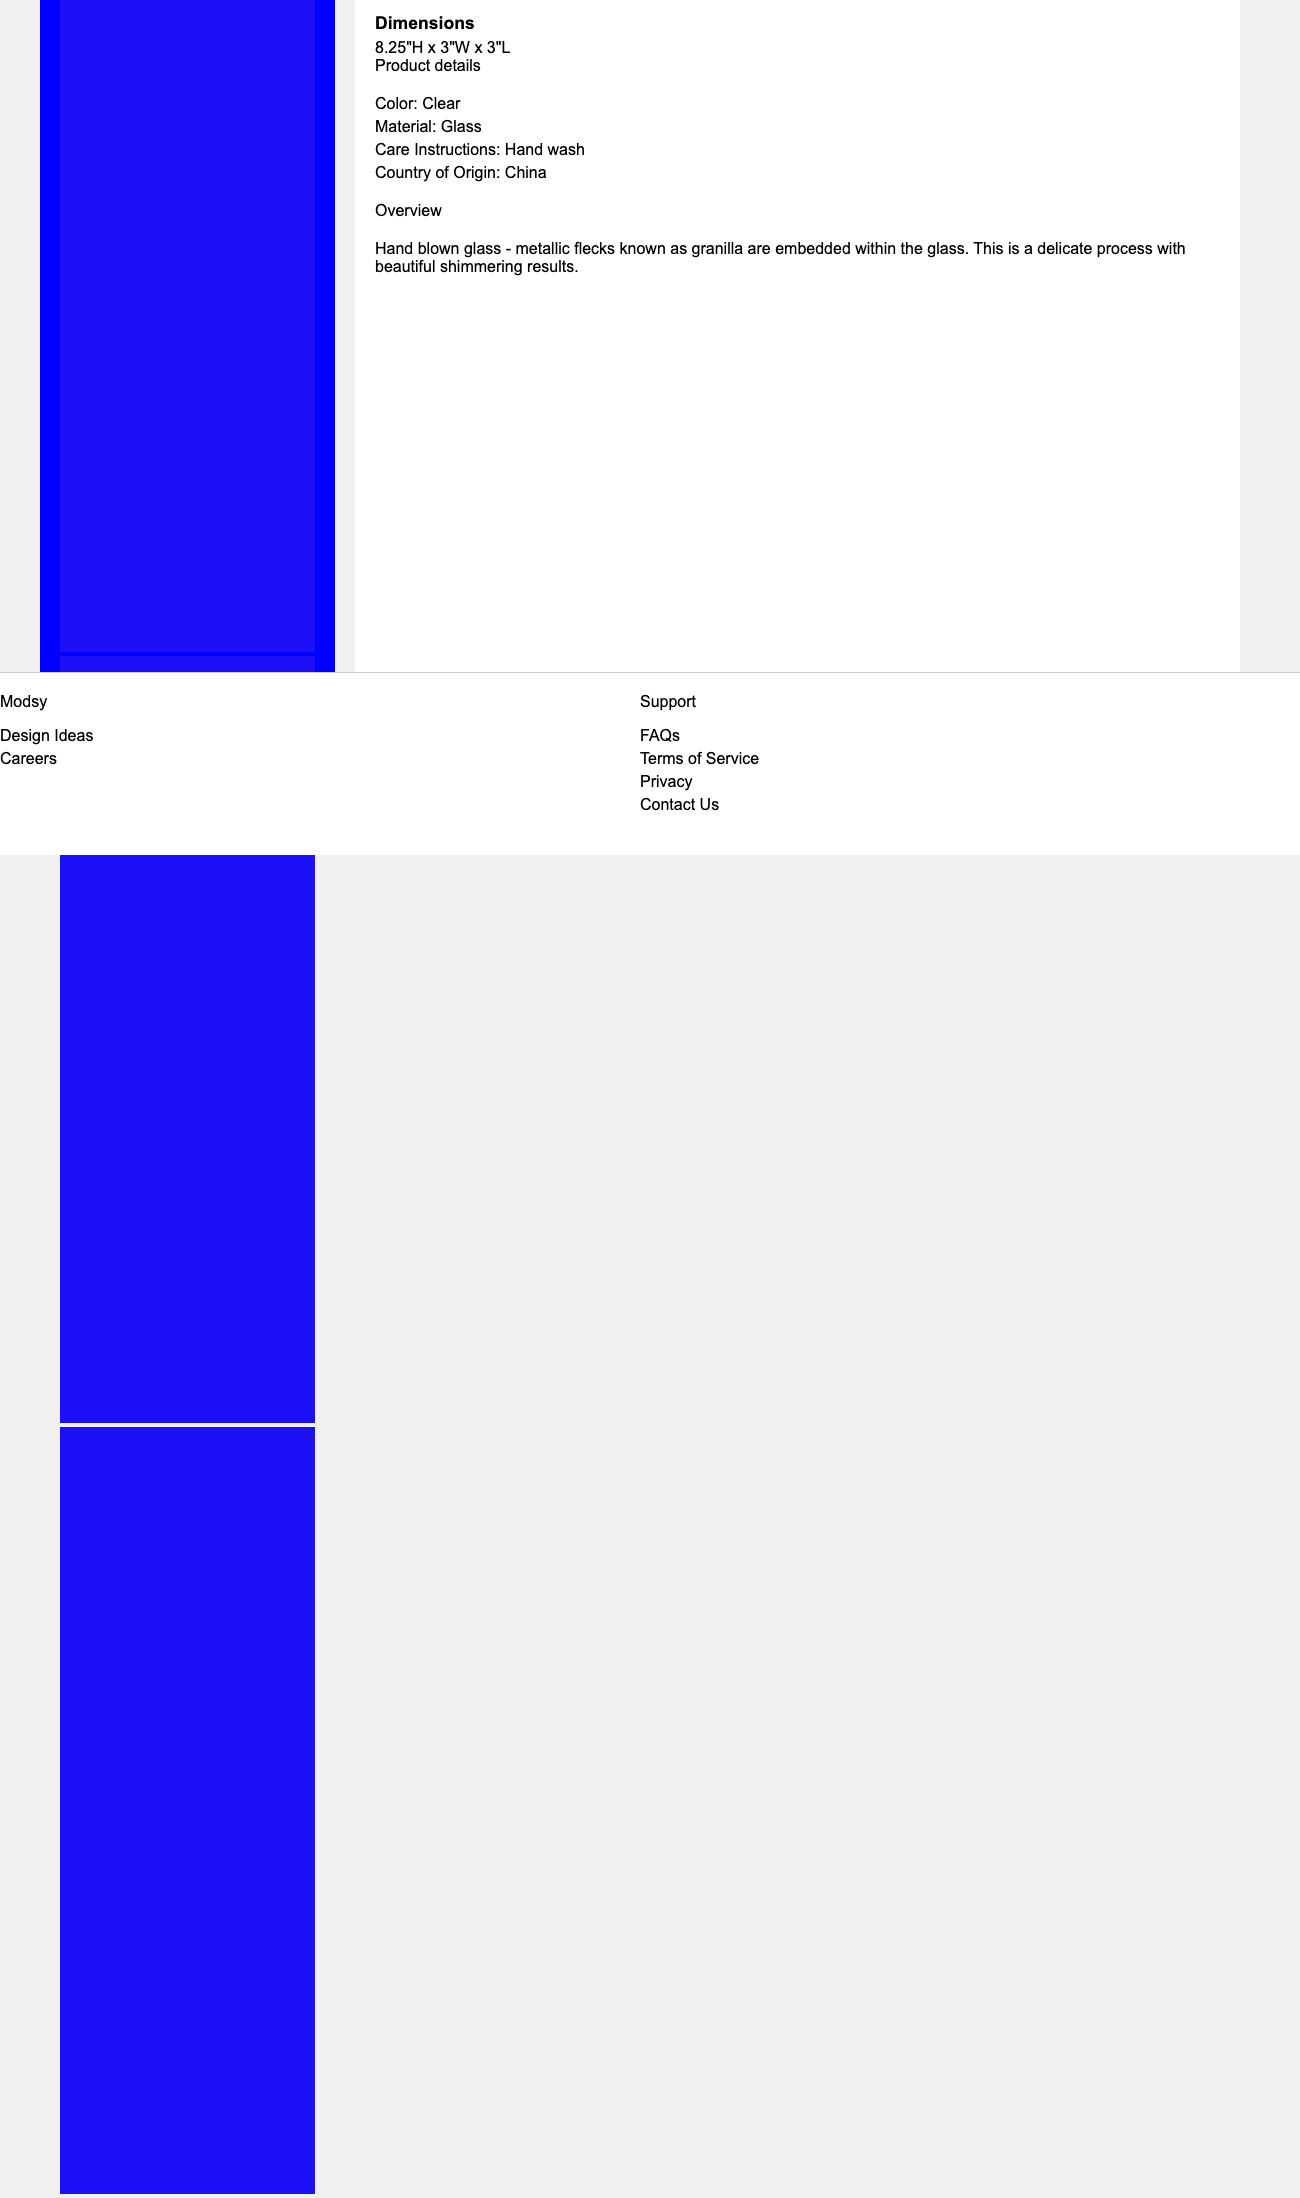 Dimensions
8.25"H x 3"W x 3"L
Product details
Color: Clear
Material: Glass
Care Instructions: Hand wash
Country of Origin: China
Overview
Hand blown glass - metallic flecks known as granilla are embedded within the glass. This is a delicate process with
beautiful shimmering results.
Modsy
Design Ideas
Careers
Support
FAQs
Terms of Service
Privacy
Contact Us